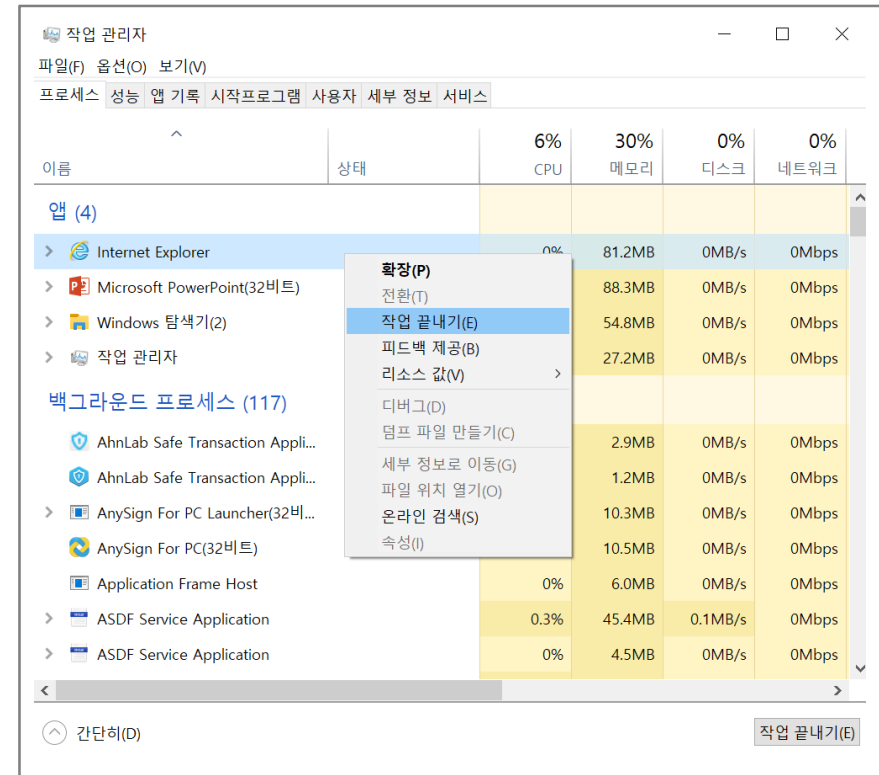 작업 관리자
파일(F) 옵션(O) 보기(V)
프로세스 성능 앱 기록 시작프로그램 사용자 세부 정보 서비스
6% 30% 0% 0%
이름 상태 CPU 메모리 디스크 네트워크
앱 (4)
Internet Explorer 0% 81.2MB 0MB/s 0Mbps
Microsoft PowerPoint(32비트) 88.3MB 0MB/s 0Mbps
Windows 탐색기(2) 54.8MB 0MB/s 0Mbps
작업 관리자 27.2MB 0MB/s 0Mbps
확장(P)
전환(T)
작업 끝내기(E)
피드백 제공(B)
리소스 값(V)
디버그(D)
덤프 파일 만들기(C)
세부 정보로 이동(G)
파일 위치 열기(O)
온라인 검색(S)
속성(I)
백그라운드 프로세스 (117)
AhnLab Safe Transaction Appli... 2.9MB 0MB/s 0Mbps
AhnLab Safe Transaction Appli... 1.2MB 0MB/s 0Mbps
AnySign For PC Launcher(32비... 10.3MB 0MB/s 0Mbps
AnySign For PC(32비트) 10.5MB 0MB/s 0Mbps
Application Frame Host 0% 6.0MB 0MB/s 0Mbps
ASDF Service Application 0.3% 45.4MB 0.1MB/s 0Mbps
ASDF Service Application 0% 4.5MB 0MB/s 0Mbps
간단히(D) 작업 끝내기(E)